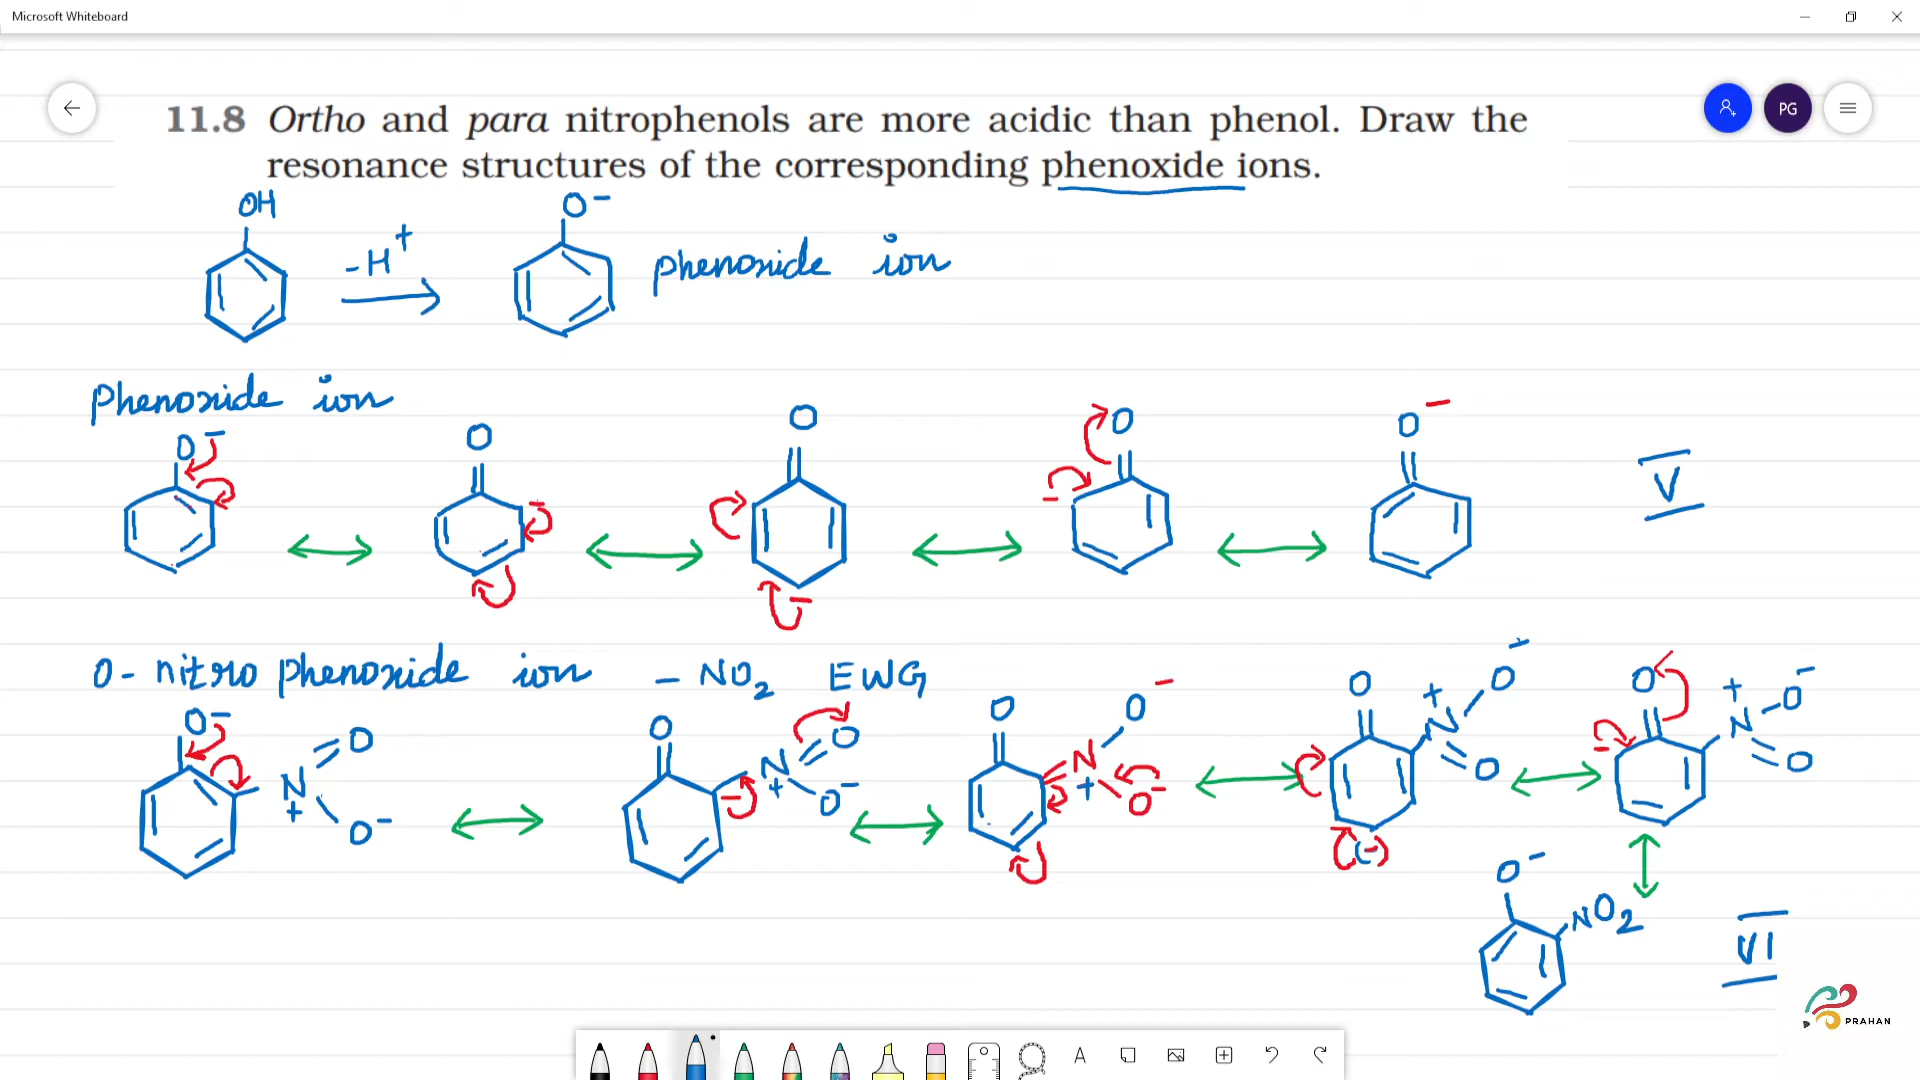 Microsoft Whiteboard
PG
11.8 Ortho and para nitrophenols are more acidic than phenol. Draw the
resonance structures of the corresponding phenoxide ions.
OH
-H+
O-
phenoxide ion
Phenoxide ion
O-
O
O
O
O-
V
O- nitro phenoxide ion - NO2 EWG
O- N+ O O-
O N+ O O-
O N+ O- O-
O N+ O- O (-)
O N+ O- O
O- NO2
VI
PRAHAN
A